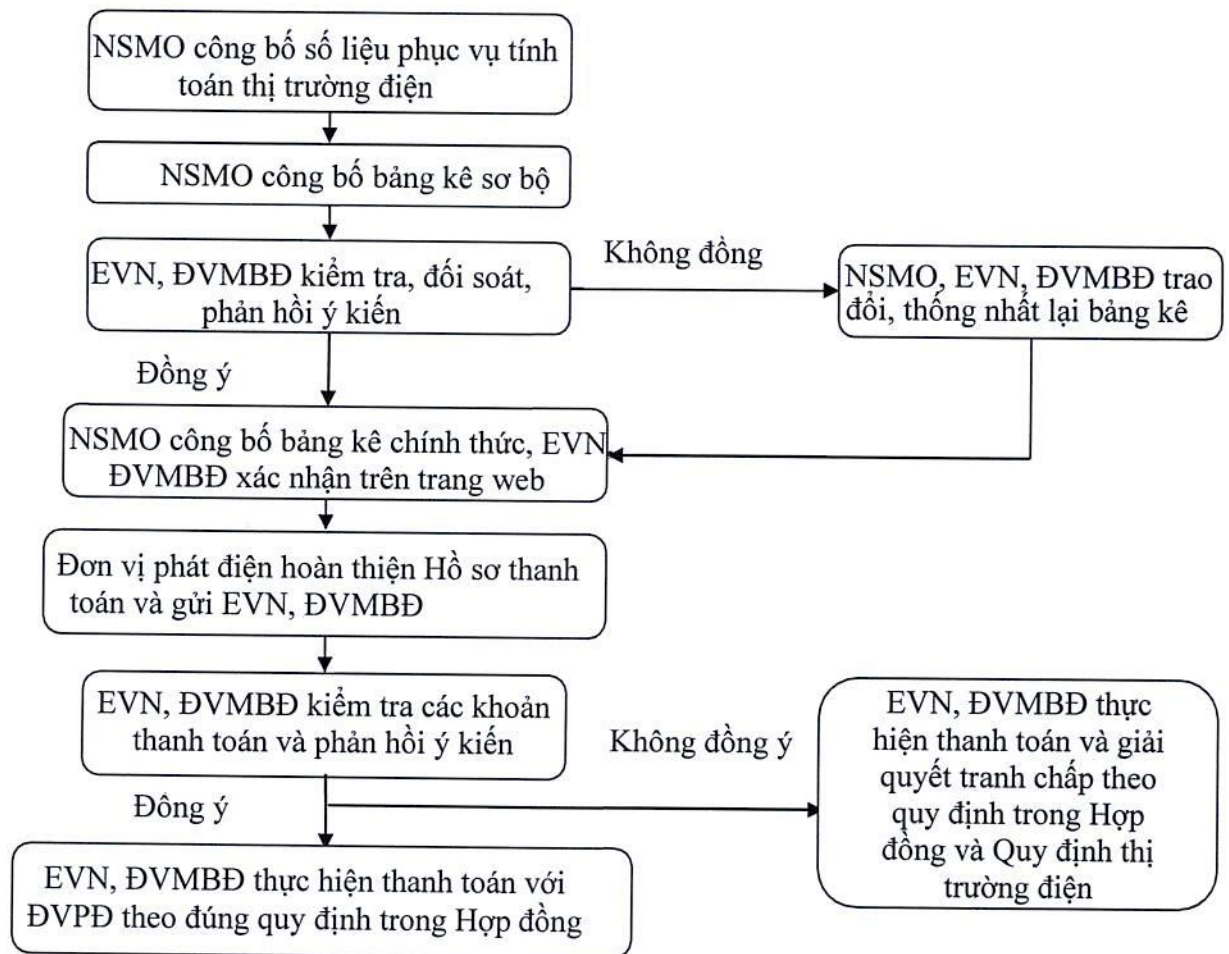 NSMO công bố số liệu phục vụ tính
toán thị trường điện
NSMO công bố bảng kê sơ bộ
EVN, ĐVMBĐ kiểm tra, đối soát,
phản hồi ý kiến
Không đồng
NSMO, EVN, ĐVMBĐ trao
đổi, thống nhất lại bảng kê
Đồng ý
NSMO công bố bảng kê chính thức, EVN
ĐVMBĐ xác nhận trên trang web
Đơn vị phát điện hoàn thiện Hồ sơ thanh
toán và gửi EVN, ĐVMBĐ
EVN, ĐVMBĐ kiểm tra các khoản
thanh toán và phản hồi ý kiến
Không đồng ý
EVN, ĐVMBĐ thực
hiện thanh toán và giải
quyết tranh chấp theo
quy định trong Hợp
đồng và Quy định thị
trường điện
Đông ý
EVN, ĐVMBĐ thực hiện thanh toán với
ĐVPĐ theo đúng quy định trong Hợp đồng